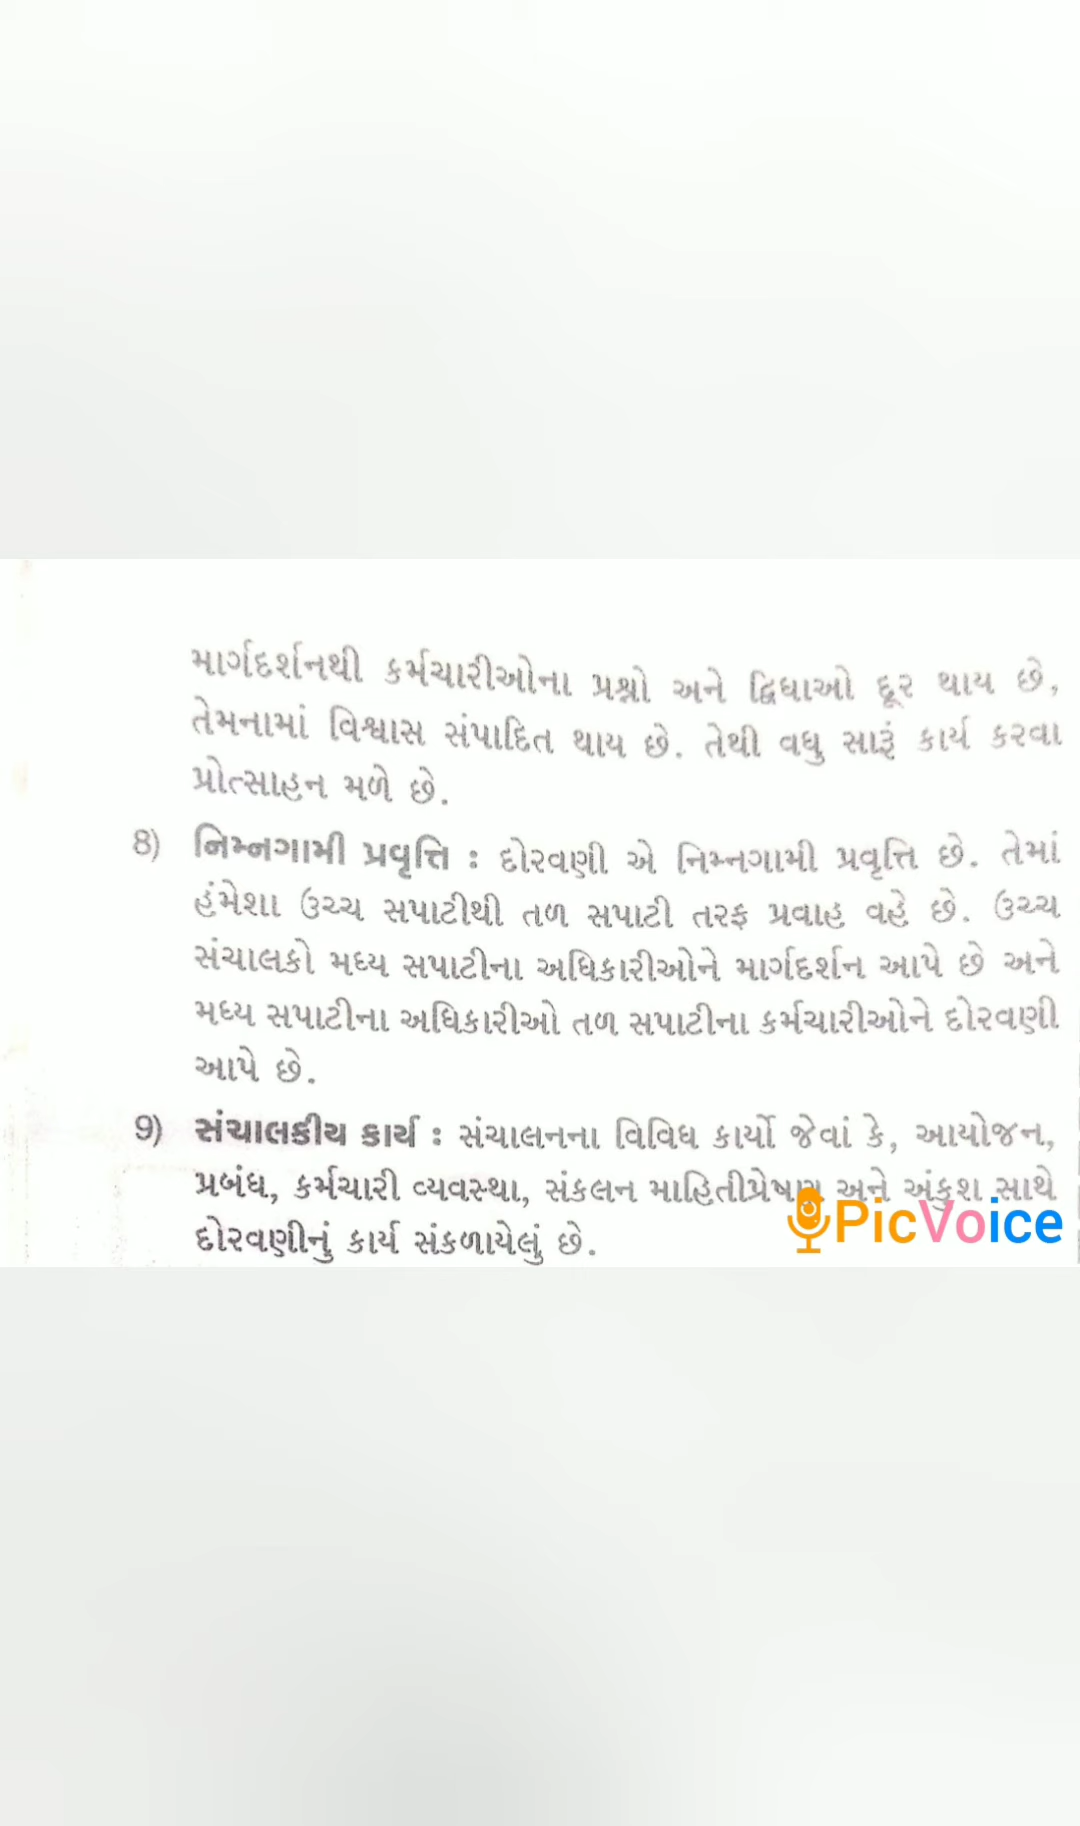 માર્ગદર્શનથી કર્મચારીઓના પ્રશ્નો અને દ્વિધાઓ દૂર થાય છે,
તેમનામાં વિશ્વાસ સંપાદિત થાય છે. તેથી વધુ સારૂં કાર્ય કરવા
પ્રોત્સાહન મળે છે.
8) નિમ્નગામી પ્રવૃત્તિ : દોરવણી એ નિમ્નગામી પ્રવૃત્તિ છે. તેમાં
હંમેશા ઉચ્ચ સપાટીથી તળ સપાટી તરફ પ્રવાહ વહે છે. ઉચ્ચ
સંચાલકો મધ્ય સપાટીના અધિકારીઓને માર્ગદર્શન આપે છે અને
મધ્ય સપાટીના અધિકારીઓ તળ સપાટીના કર્મચારીઓને દોરવણી
આપે છે.
9) સંચાલકીય કાર્ય : સંચાલનના વિવિધ કાર્યો જેવાં કે, આયોજન,
પ્રબંધ, કર્મચારી વ્યવસ્થા, સંકલન માહિતીપ્રેષણ અને અંકુશ સાથે
દોરવણીનું કાર્ય સંકળાયેલું છે.
PicVoice